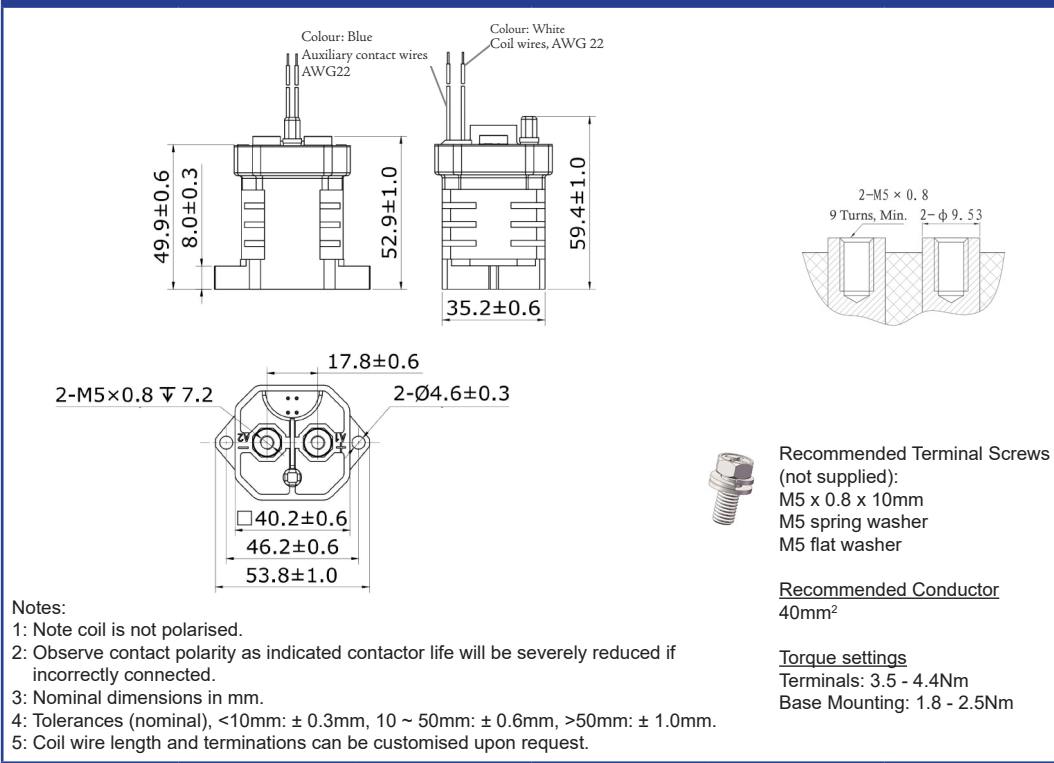 Colour: Blue
Auxiliary contact wires
AWG22
Colour: White
Coil wires, AWG 22
49.9±0.6
8.0±0.3
52.9±1.0
59.4±1.0
35.2±0.6
2-M5 × 0.8
9 Turns, Min.
2-ϕ9.53
17.8±0.6
2-M5×0.8 ↧ 7.2
2-Ø4.6±0.3
A2
A1
− +
□40.2±0.6
46.2±0.6
53.8±1.0
Recommended Terminal Screws
(not supplied):
M5 x 0.8 x 10mm
M5 spring washer
M5 flat washer
Recommended Conductor
40mm²
Torque settings
Terminals: 3.5 - 4.4Nm
Base Mounting: 1.8 - 2.5Nm
Notes:
1: Note coil is not polarised.
2: Observe contact polarity as indicated contactor life will be severely reduced if
incorrectly connected.
3: Nominal dimensions in mm.
4: Tolerances (nominal), <10mm: ± 0.3mm, 10 ~ 50mm: ± 0.6mm, >50mm: ± 1.0mm.
5: Coil wire length and terminations can be customised upon request.